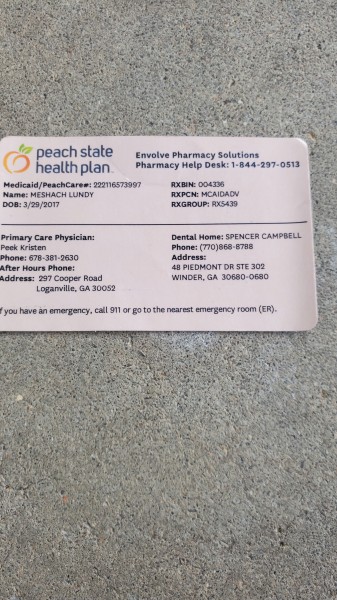 peach state
health plan
Envolve Pharmacy Solutions
Pharmacy Help Desk: 1-844-297-0513
Medicaid/PeachCare#: 222116573997
Name: MESHACH LUNDY
DOB: 3/29/2017
RXBIN: 004336
RXPCN: MCAIDADV
RXGROUP: RX5439
Primary Care Physician:
Peek Kristen
Phone: 678-381-2630
After Hours Phone:
Address: 297 Cooper Road
Loganville, GA 30052
Dental Home: SPENCER CAMPBELL
Phone: (770)868-8788
Address:
48 PIEDMONT DR STE 302
WINDER, GA 30680-0680
f you have an emergency, call 911 or go to the nearest emergency room (ER).